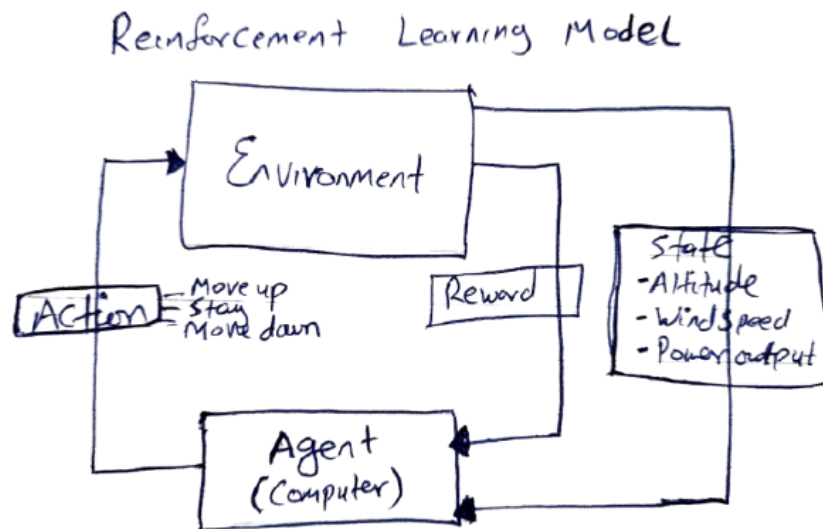 Reinforcement Learning Model
Environment
Action
- Move up
- Stay
- Move down
Reward
State
- Altitude
- Wind speed
- Power output
Agent
(Computer)